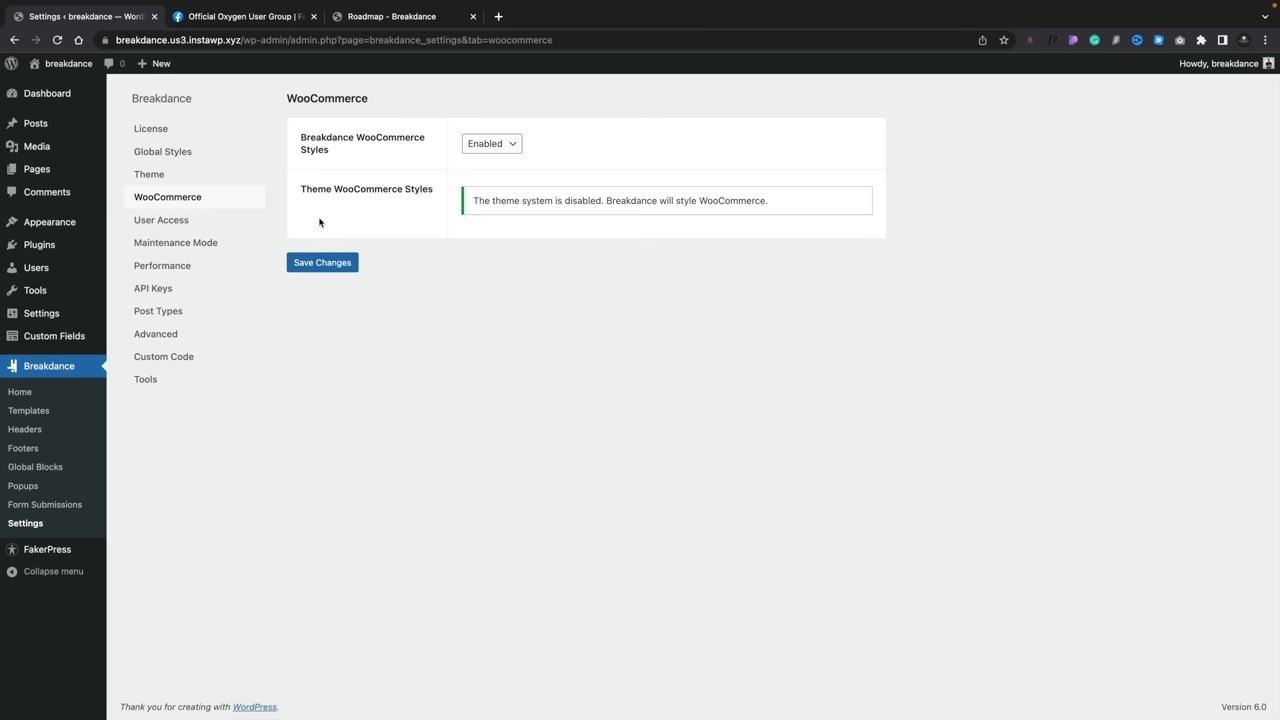 Settings ‹ breakdance — Word
Official Oxygen User Group | F
Roadmap - Breakdance
breakdance.us3.instawp.xyz/wp-admin/admin.php?page=breakdance_settings&tab=woocommerce
breakdance
0
New
Howdy, breakdance
Dashboard
Posts
Media
Pages
Comments
Appearance
Plugins
Users
Tools
Settings
Custom Fields
Breakdance
Home
Templates
Headers
Footers
Global Blocks
Popups
Form Submissions
Settings
FakerPress
Collapse menu
Breakdance
License
Global Styles
Theme
WooCommerce
User Access
Maintenance Mode
Performance
API Keys
Post Types
Advanced
Custom Code
Tools
WooCommerce
Breakdance WooCommerce
Styles
Enabled
Theme WooCommerce Styles
The theme system is disabled. Breakdance will style WooCommerce.
Save Changes
Thank you for creating with WordPress.
Version 6.0